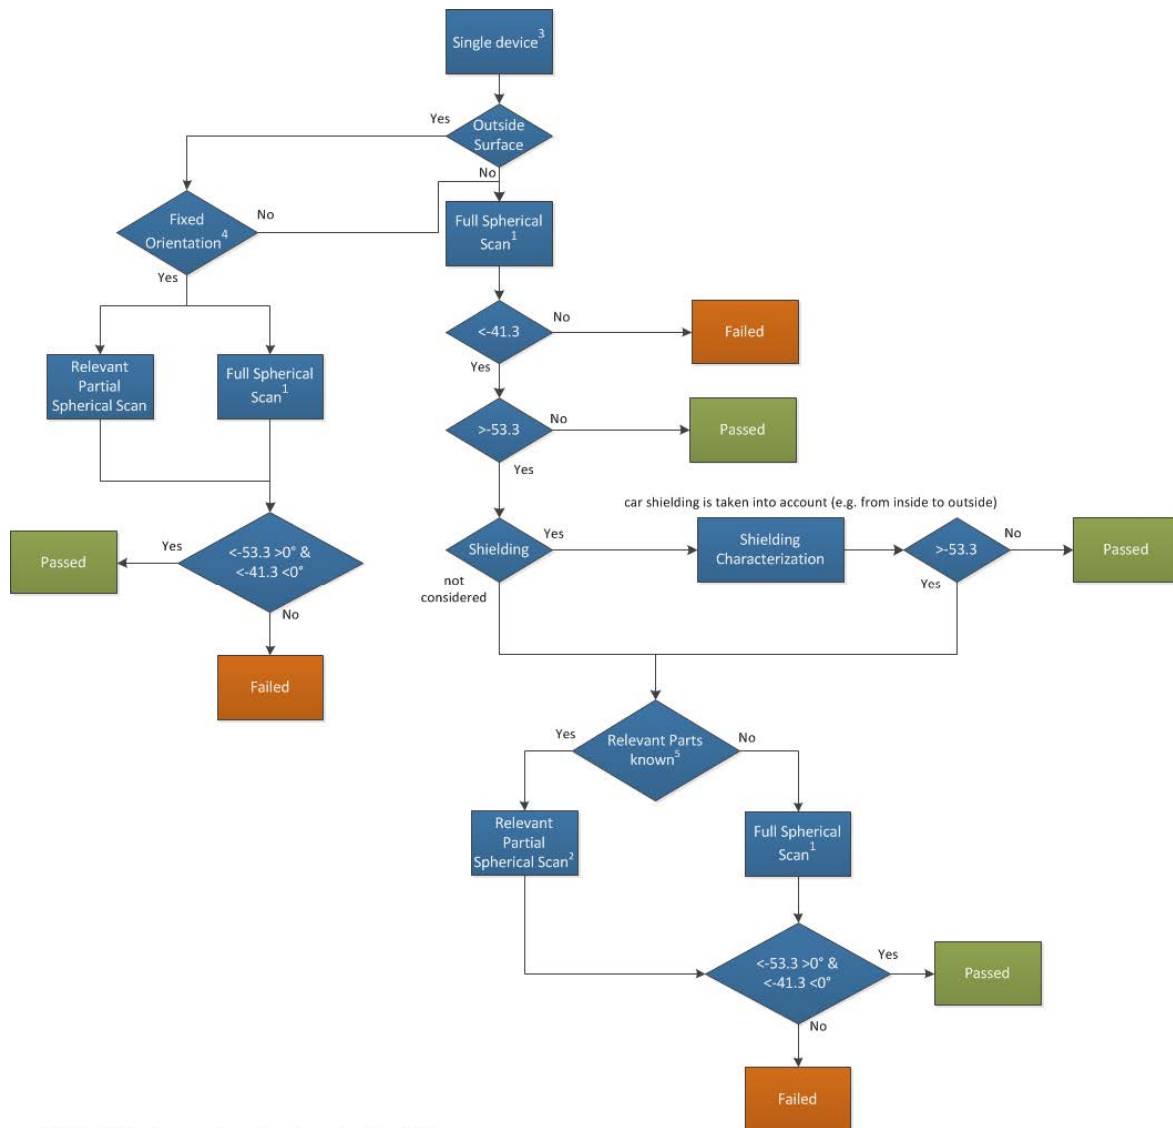 Single device3
Yes
Outside
Surface
No
Fixed
Orientation4
No
Full Spherical
Scan1
Yes
<-41.3
No
Failed
Yes
Relevant
Partial
Spherical Scan
Full Spherical
Scan1
>-53.3
No
Passed
Yes
car shielding is taken into account (e.g. from inside to outside)
Passed
Yes
<-53.3 >0° &
<-41.3 <0°
No
Failed
Shielding
Yes
not
considered
Shielding
Characterization
>-53.3
No
Passed
Yes
Yes
Relevant Parts
known5
No
Relevant
Partial
Spherical Scan2
Full Spherical
Scan1
<-53.3 >0° &
<-41.3 <0°
Yes
Passed
No
Failed